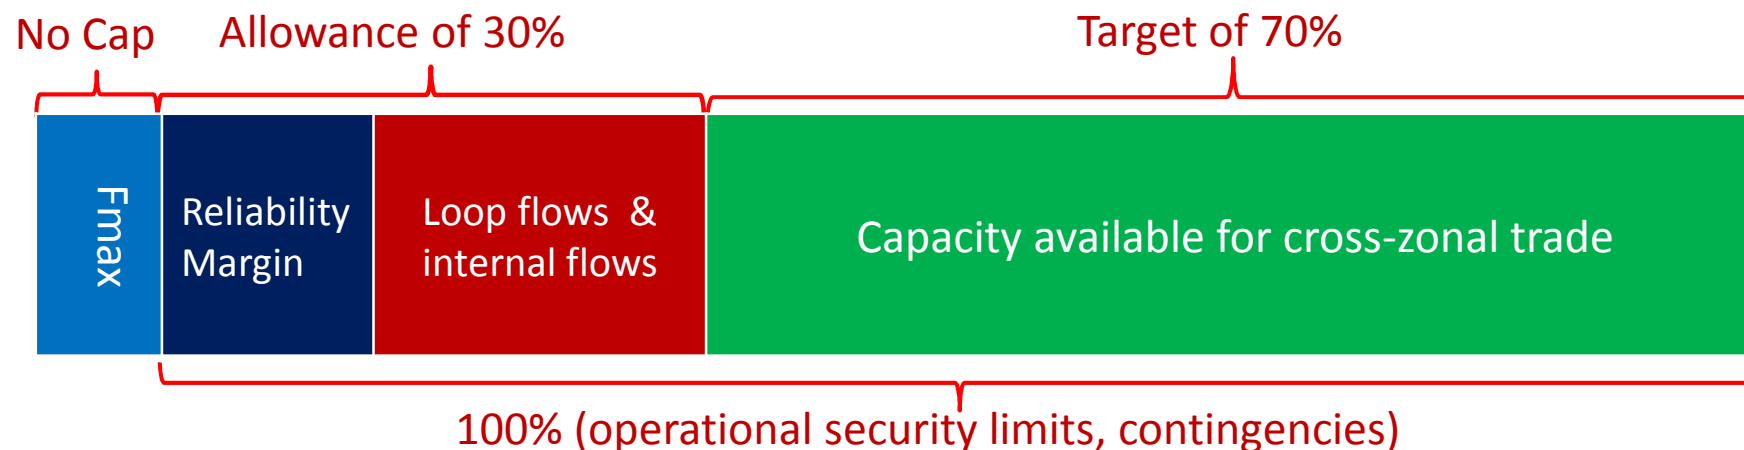 No Cap
Allowance of 30%
Target of 70%
Fmax
Reliability
Margin
Loop flows &
internal flows
Capacity available for cross-zonal trade
100% (operational security limits, contingencies)